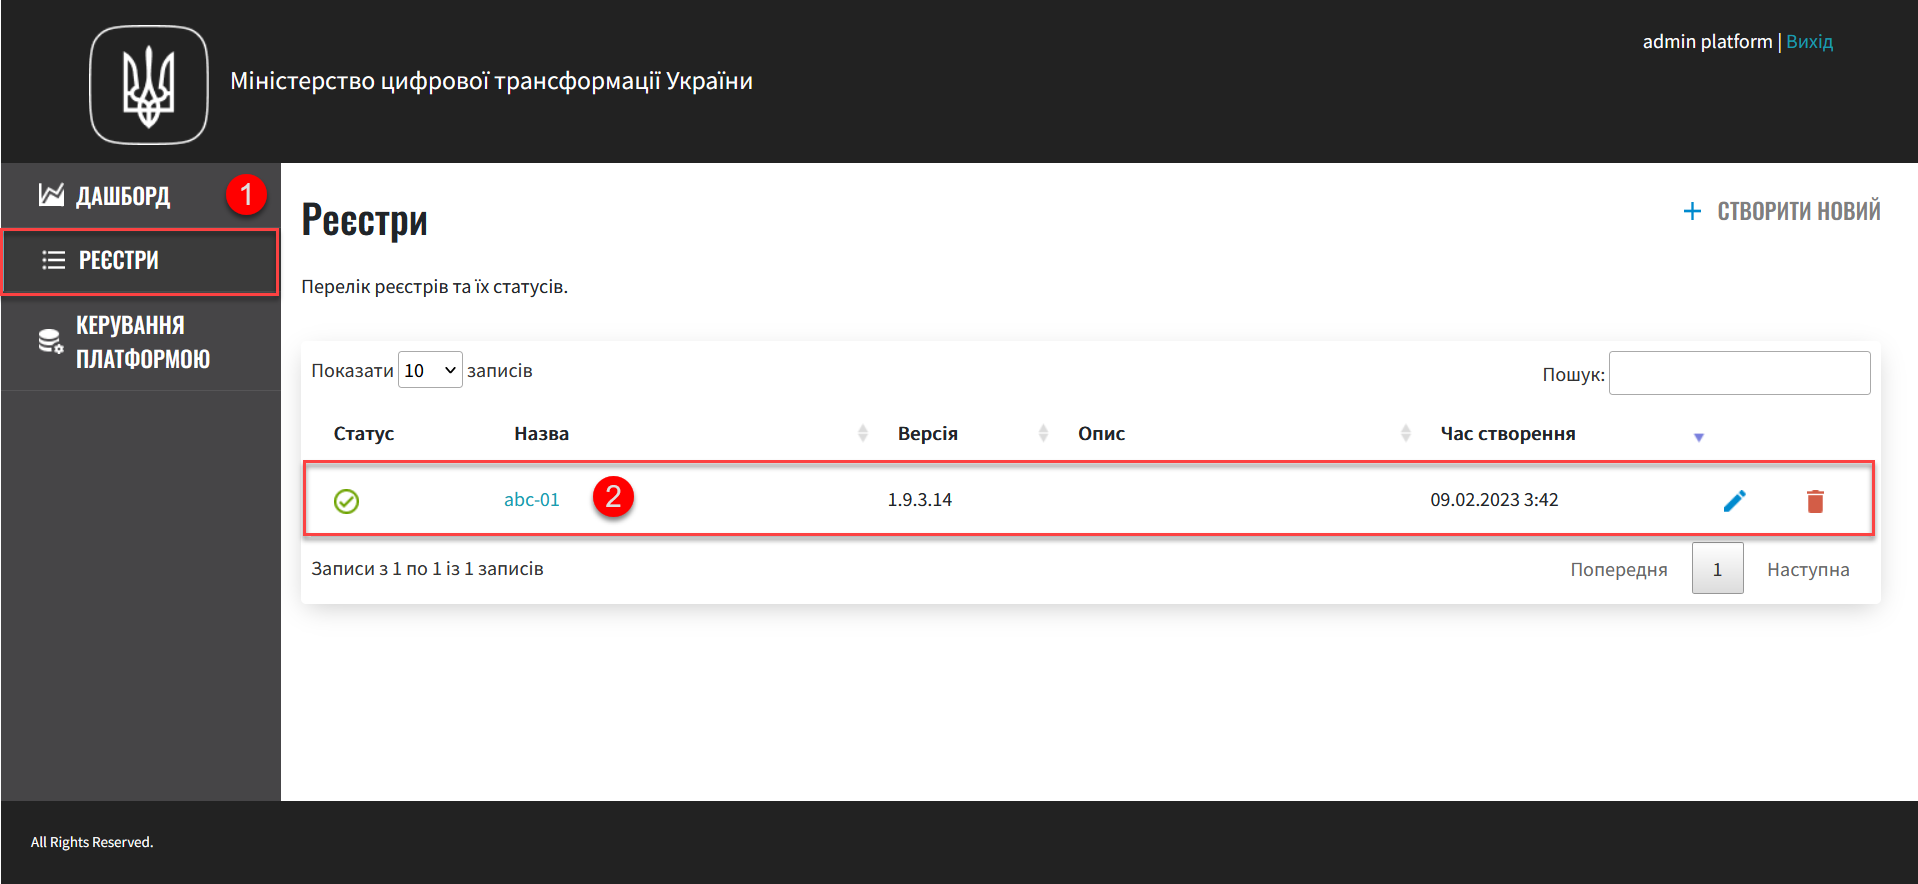 Міністерство цифрової трансформації України
admin platform | Вихід
ДАШБОРД
1
РЕЄСТРИ
КЕРУВАННЯ
ПЛАТФОРМОЮ
Реєстри
+ СТВОРИТИ НОВИЙ
Перелік реєстрів та їх статусів.
Показати 10 записів
Пошук:
Статус Назва Версія Опис Час створення
abc-01 2 1.9.3.14 09.02.2023 3:42
Записи з 1 по 1 із 1 записів
Попередня 1 Наступна
All Rights Reserved.